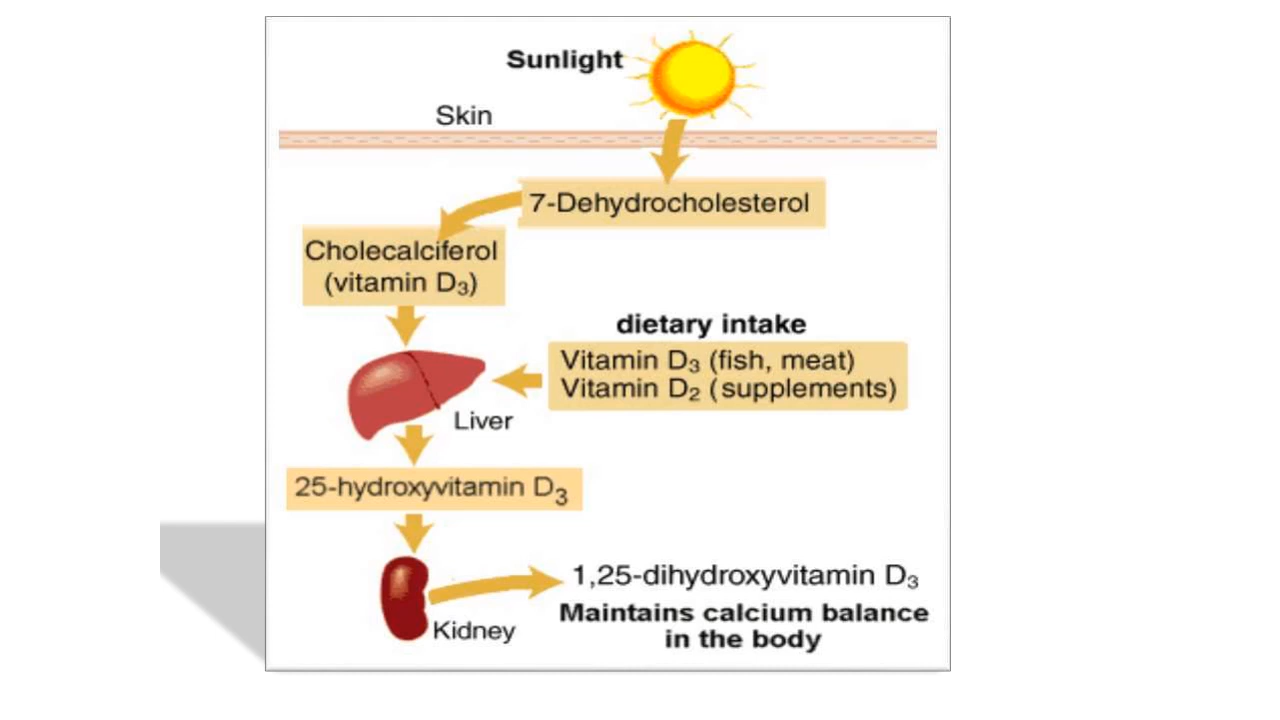 Sunlight
Skin
7-Dehydrocholesterol
Cholecalciferol
(vitamin D₃)
dietary intake
Vitamin D₃ (fish, meat)
Vitamin D₂ (supplements)
Liver
25-hydroxyvitamin D₃
1,25-dihydroxyvitamin D₃
Maintains calcium balance
in the body
Kidney